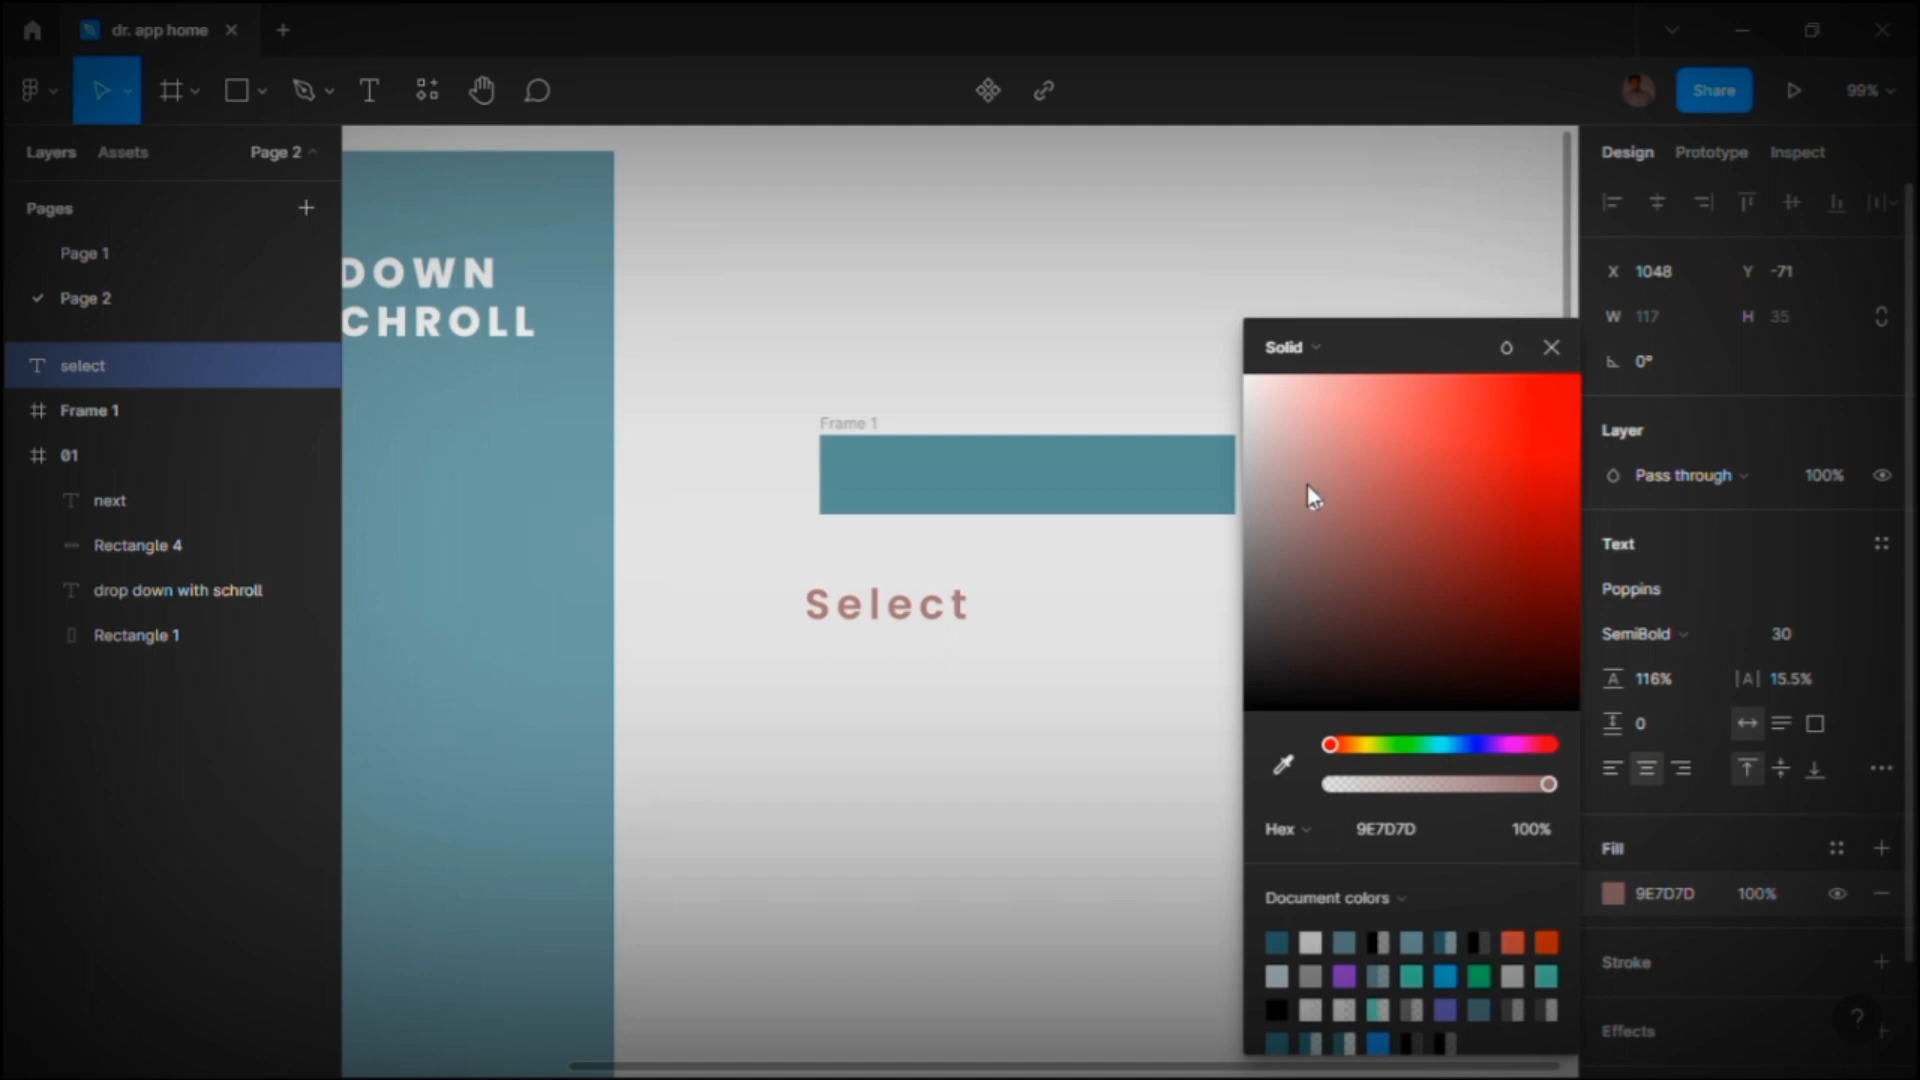 dr. app home
Share
99%
Layers Assets Page 2
Pages
Page 1
Page 2
select
Frame 1
01
next
Rectangle 4
drop down with schroll
Rectangle 1
DOWN
CHROLL
Frame 1
Select
Solid
Hex 9E7D7D 100%
Document colors
Design Prototype Inspect
X 1048 Y -71
W 117 H 35
0°
Layer
Pass through 100%
Text
Poppins
SemiBold 30
A 116% |A| 15.5%
0
Fill
9E7D7D 100%
Stroke
Effects
?